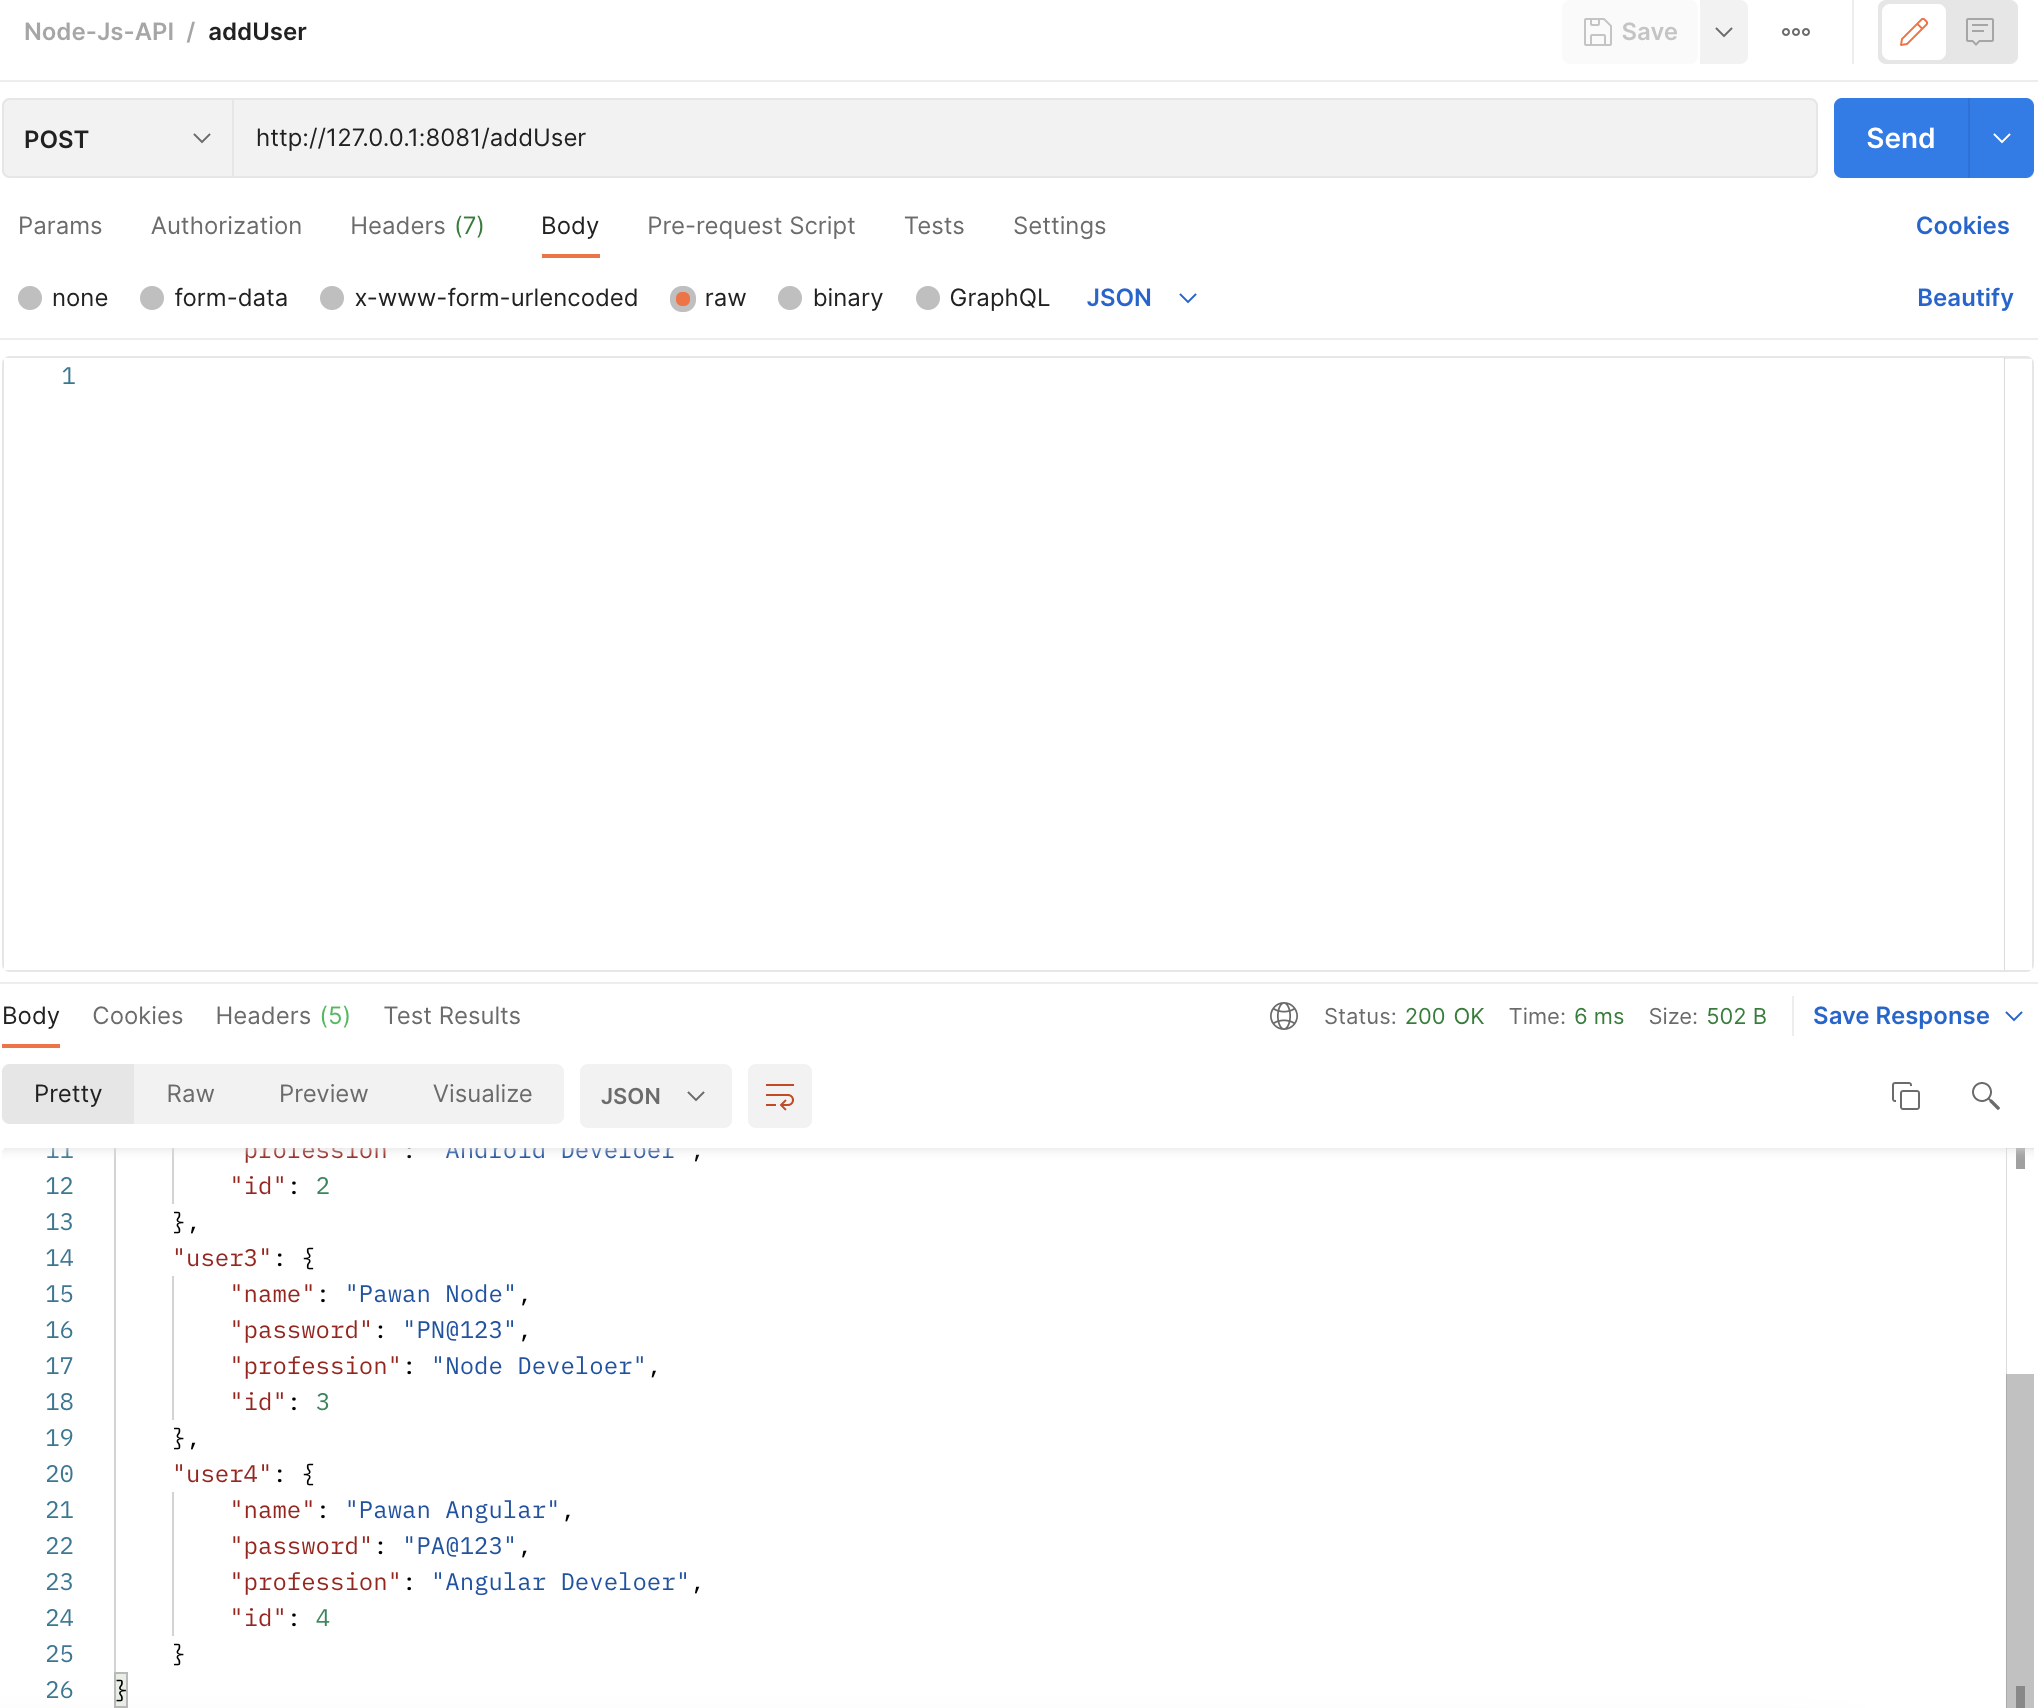 Node-Js-API / addUser
Save
POST
http://127.0.0.1:8081/addUser
Send
Params Authorization Headers (7) Body Pre-request Script Tests Settings Cookies
none form-data x-www-form-urlencoded raw binary GraphQL JSON Beautify
1
Body Cookies Headers (5) Test Results Status: 200 OK Time: 6 ms Size: 502 B Save Response
Pretty Raw Preview Visualize JSON
11 "profession": "Android Develoer",
12 "id": 2
13 },
14 "user3": {
15 "name": "Pawan Node",
16 "password": "PN@123",
17 "profession": "Node Develoer",
18 "id": 3
19 },
20 "user4": {
21 "name": "Pawan Angular",
22 "password": "PA@123",
23 "profession": "Angular Develoer",
24 "id": 4
25 }
26 }